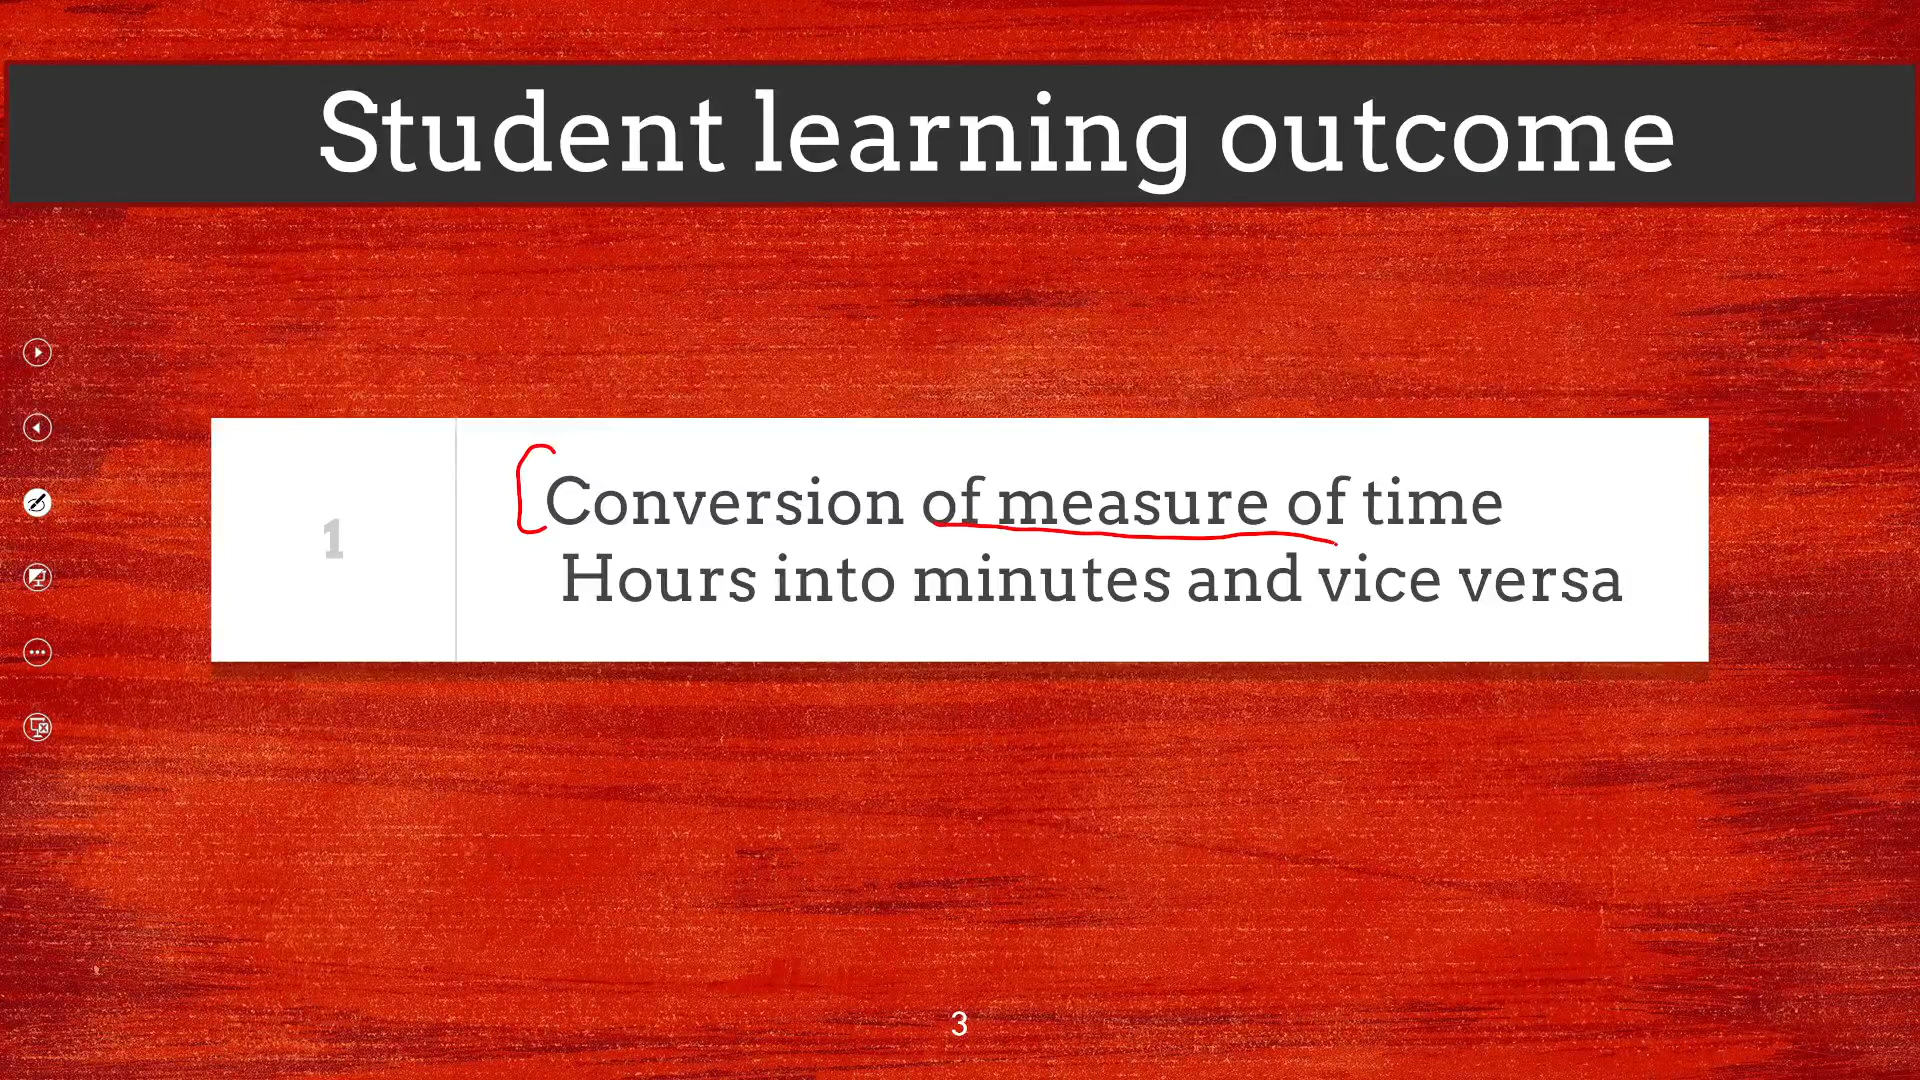 Student learning outcome
1
Conversion of measure of time
Hours into minutes and vice versa
3